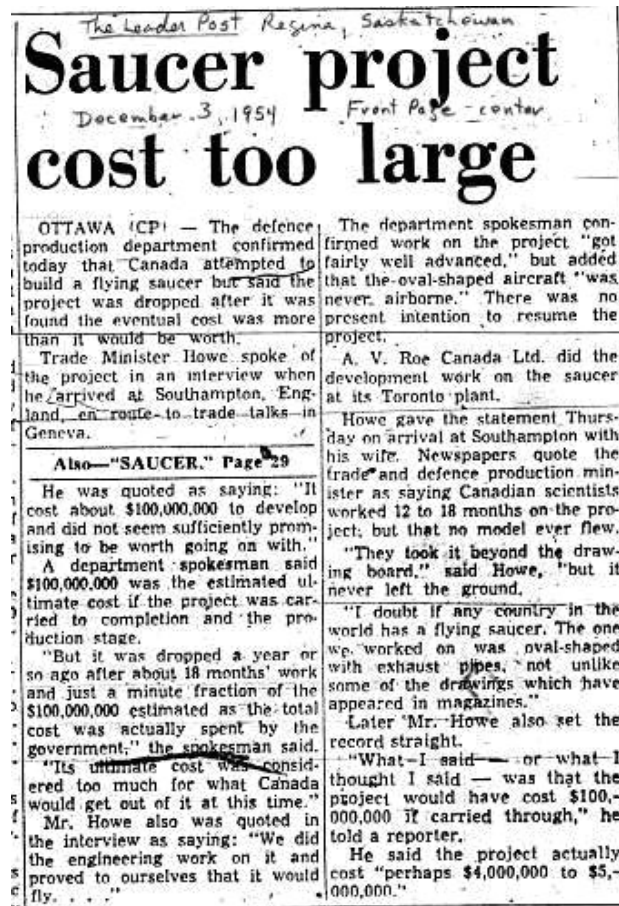 The Leader Post Regina, Saskatchewan
Saucer project
December 3, 1954 Front Page - center
cost too large
OTTAWA (CP) — The defence
production department confirmed
today that Canada attempted to
build a flying saucer but said the
project was dropped after it was
found the eventual cost was more
than it would be worth.
Trade Minister Howe spoke of
the project in an interview when
he arrived at Southampton, Eng-
land, en route to trade talks in
Geneva.
Also—"SAUCER." Page 29
He was quoted as saying: "It
cost about $100,000,000 to develop
and did not seem sufficiently prom-
ising to be worth going on with."
A department spokesman said
$100,000,000 was the estimated ul-
timate cost if the project was car-
ried to completion and the pro-
duction stage.
"But it was dropped a year or
so ago after about 18 months' work
and just a minute fraction of the
$100,000,000 estimated as the total
cost was actually spent by the
government," the spokesman said.
"Its ultimate cost was consid-
ered too much for what Canada
would get out of it at this time."
Mr. Howe also was quoted in
the interview as saying: "We did
the engineering work on it and
proved to ourselves that it would
fly. . . ."
The department spokesman con-
firmed work on the project "got
fairly well advanced," but added
that the oval-shaped aircraft "was
never airborne." There was no
present intention to resume the
project.
A. V. Roe Canada Ltd. did the
development work on the saucer
at its Toronto plant.
Howe gave the statement Thurs-
day on arrival at Southampton with
his wife. Newspapers quote the
trade and defence production min-
ister as saying Canadian scientists
worked 12 to 18 months on the pro-
ject, but that no model ever flew.
"They took it beyond the draw-
ing board," said Howe, "but it
never left the ground.
"I doubt if any country in the
world has a flying saucer. The one
we worked on was oval-shaped
with exhaust pipes, not unlike
some of the drawings which have
appeared in magazines."
Later Mr. Howe also set the
record straight.
"What I said — or what I
thought I said — was that the
project would have cost $100,-
000,000 if carried through," he
told a reporter.
He said the project actually
cost "perhaps $4,000,000 to $5,-
000,000."